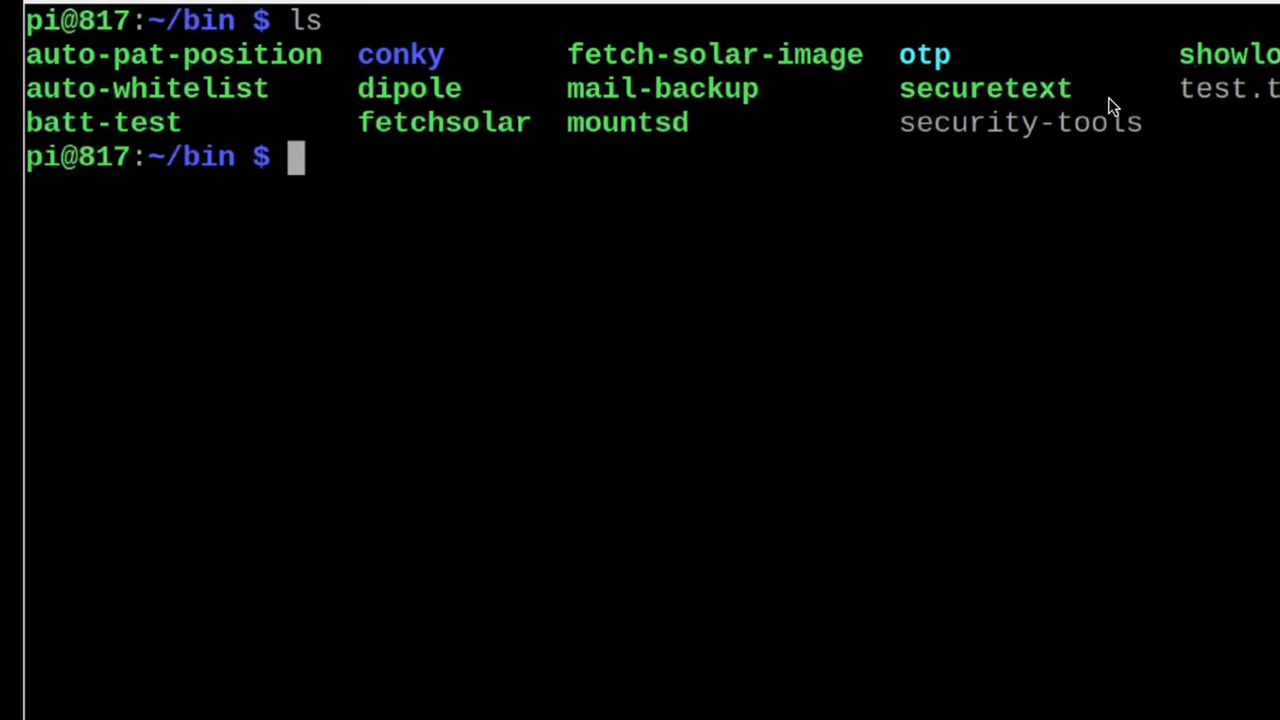 pi@817:~/bin $ ls
auto-pat-position conky fetch-solar-image otp showlo
auto-whitelist dipole mail-backup securetext test.t
batt-test fetchsolar mountsd security-tools
pi@817:~/bin $